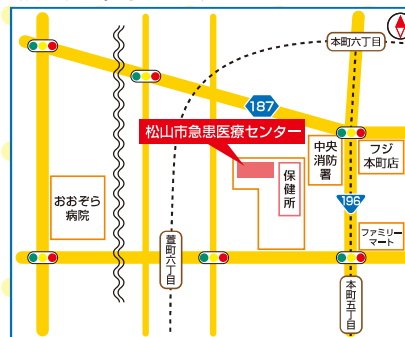 本町六丁目
187
松山市急患医療センター
中央
消防
署
フジ
本町店
保健所
おおぞら
病院
196
ファミリー
マート
萱町六丁目
本町五丁目